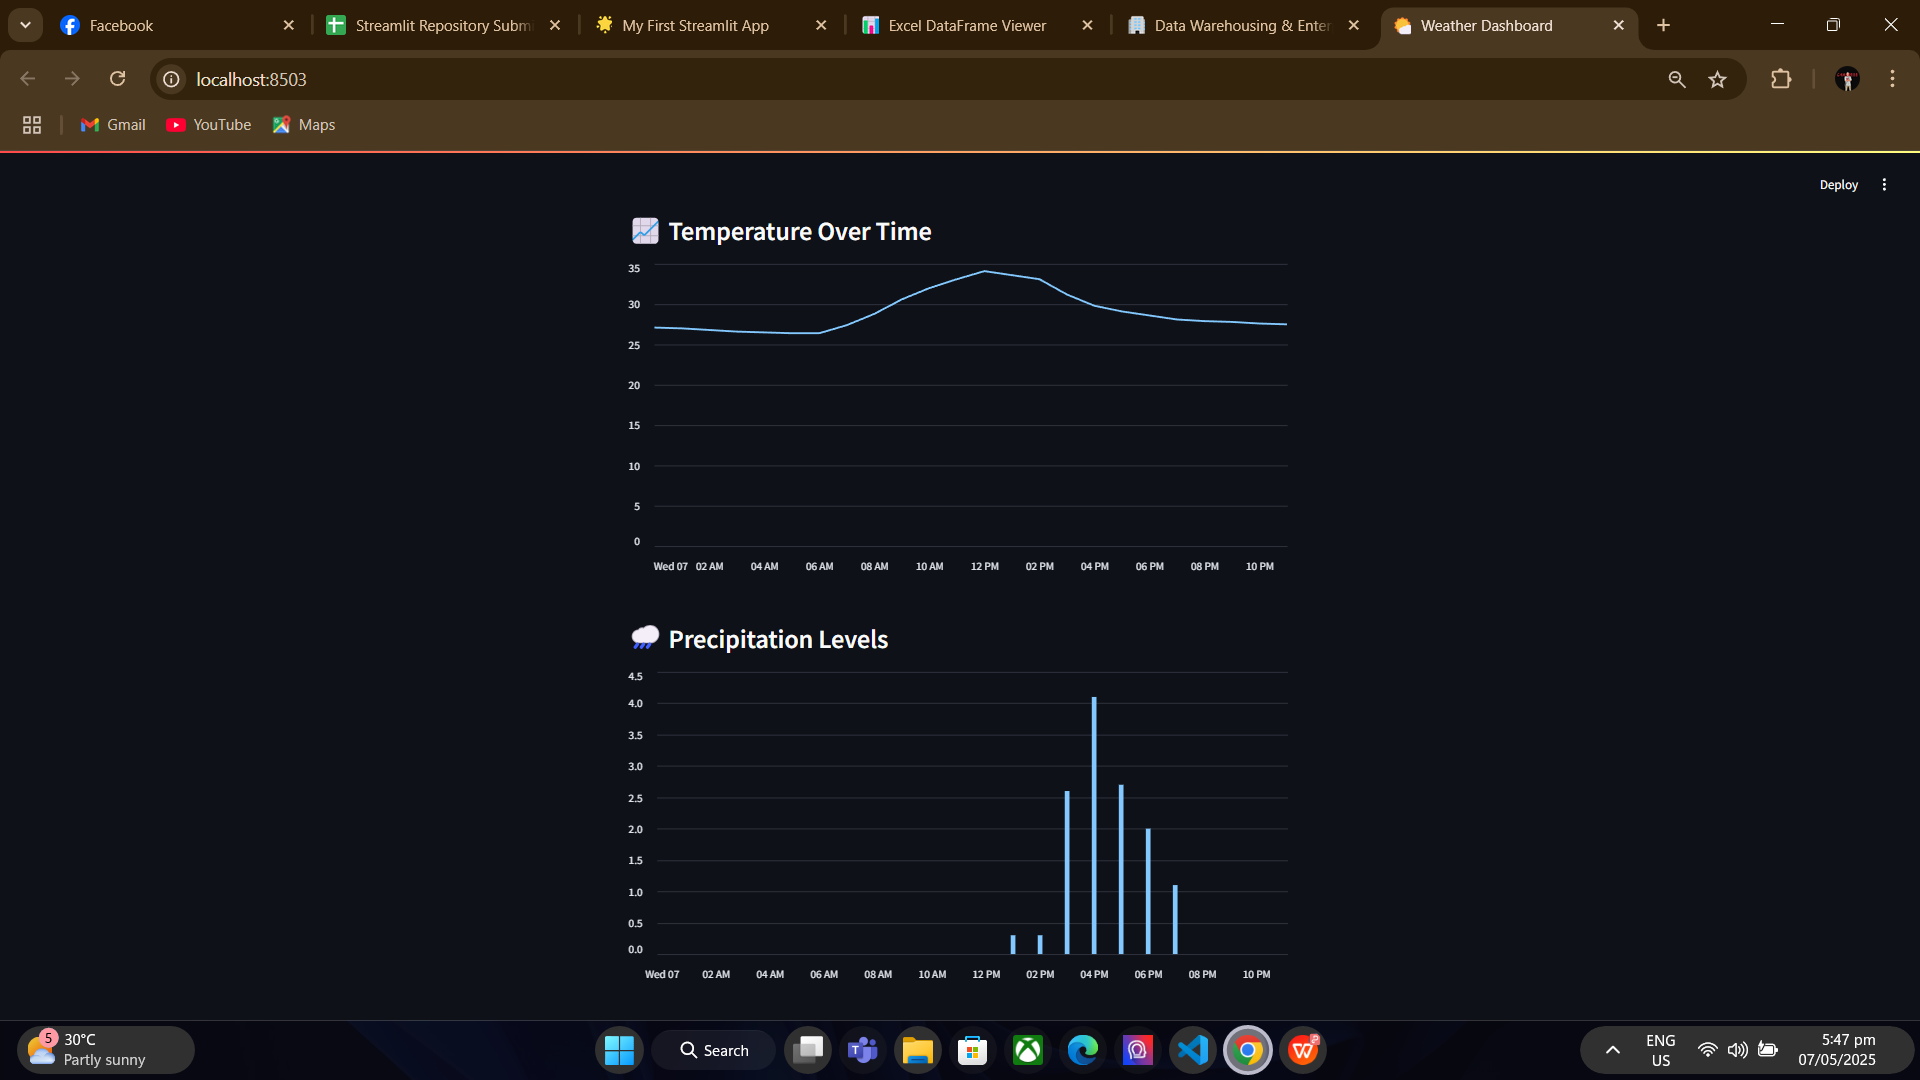 Facebook
Streamlit Repository Submi
My First Streamlit App
Excel DataFrame Viewer
Data Warehousing & Enter
Weather Dashboard
localhost:8503
Gmail
YouTube
Maps
Deploy
Temperature Over Time
35
30
25
20
15
10
5
0
Wed 07 02 AM 04 AM 06 AM 08 AM 10 AM 12 PM 02 PM 04 PM 06 PM 08 PM 10 PM
Precipitation Levels
4.5
4.0
3.5
3.0
2.5
2.0
1.5
1.0
0.5
0.0
Wed 07 02 AM 04 AM 06 AM 08 AM 10 AM 12 PM 02 PM 04 PM 06 PM 08 PM 10 PM
5
30°C
Partly sunny
Search
ENG
US
5:47 pm
07/05/2025